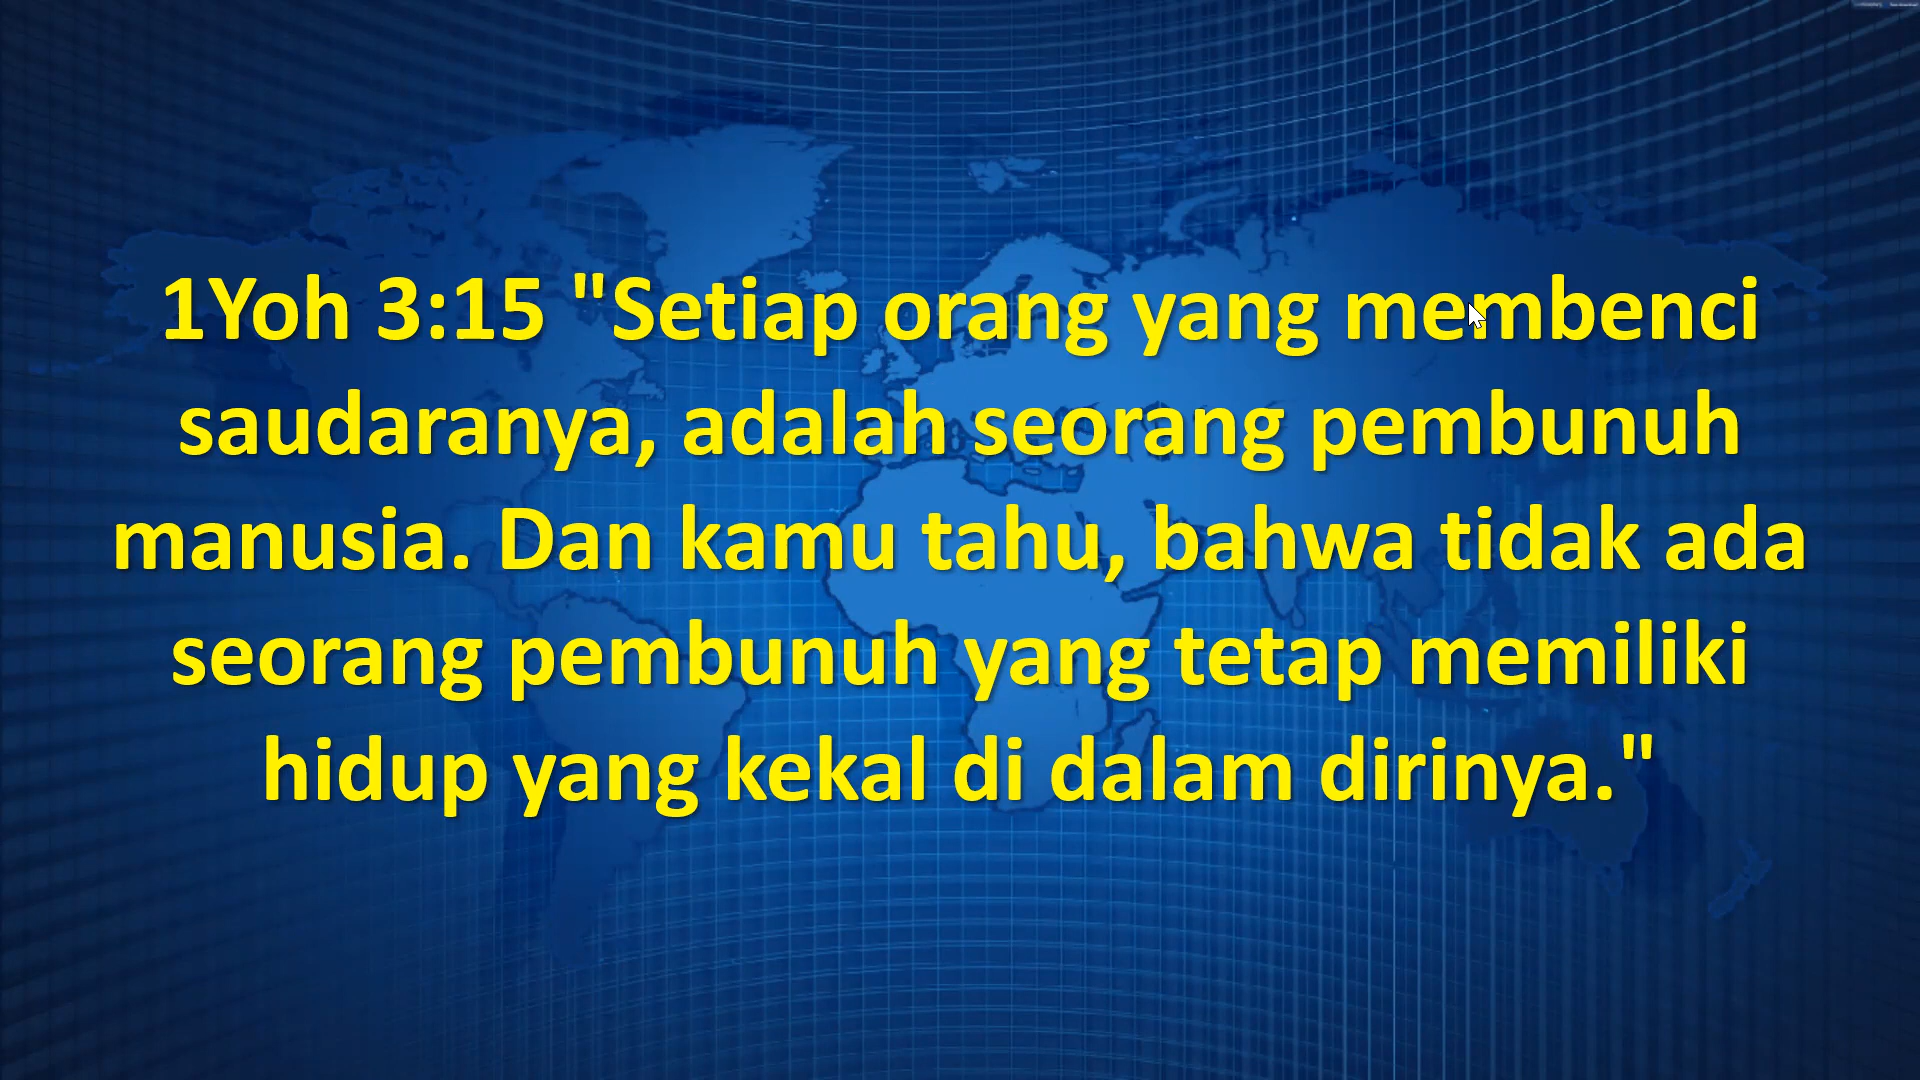 1Yoh 3:15 "Setiap orang yang membenci
saudaranya, adalah seorang pembunuh
manusia. Dan kamu tahu, bahwa tidak ada
seorang pembunuh yang tetap memiliki
hidup yang kekal di dalam dirinya."